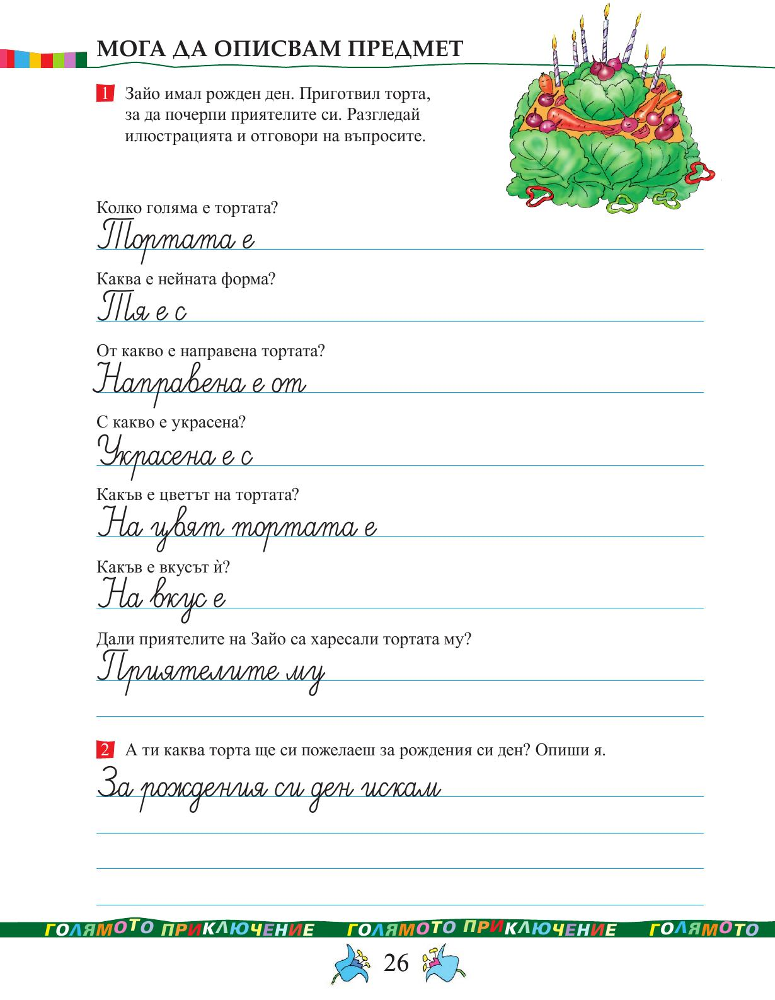 МОГА ДА ОПИСВАМ ПРЕДМЕТ
1 Зайо имал рожден ден. Приготвил торта,
за да почерпи приятелите си. Разгледай
илюстрацията и отговори на въпросите.
Колко голяма е тортата?
Тортата е
Каква е нейната форма?
Тя е с
От какво е направена тортата?
Направена е от
С какво е украсена?
Украсена е с
Какъв е цветът на тортата?
На цвят тортата е
Какъв е вкусът ѝ?
На вкус е
Дали приятелите на Зайо са харесали тортата му?
Приятелите му
2 А ти каква торта ще си пожелаеш за рождения си ден? Опиши я.
За рождения си ден искам
ГОЛЯМОТО ПРИКЛЮЧЕНИЕ ГОЛЯМОТО ПРИКЛЮЧЕНИЕ ГОЛЯМОТО
26